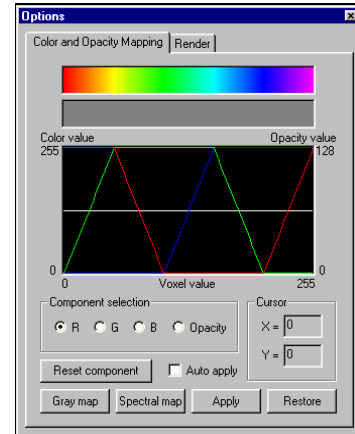 Options
Color and Opacity Mapping Render
Color value Opacity value
255 128
0 0
0 Voxel value 255
Component selection Cursor
R G B Opacity X = 0
Y = 0
Reset component Auto apply
Gray map Spectral map Apply Restore